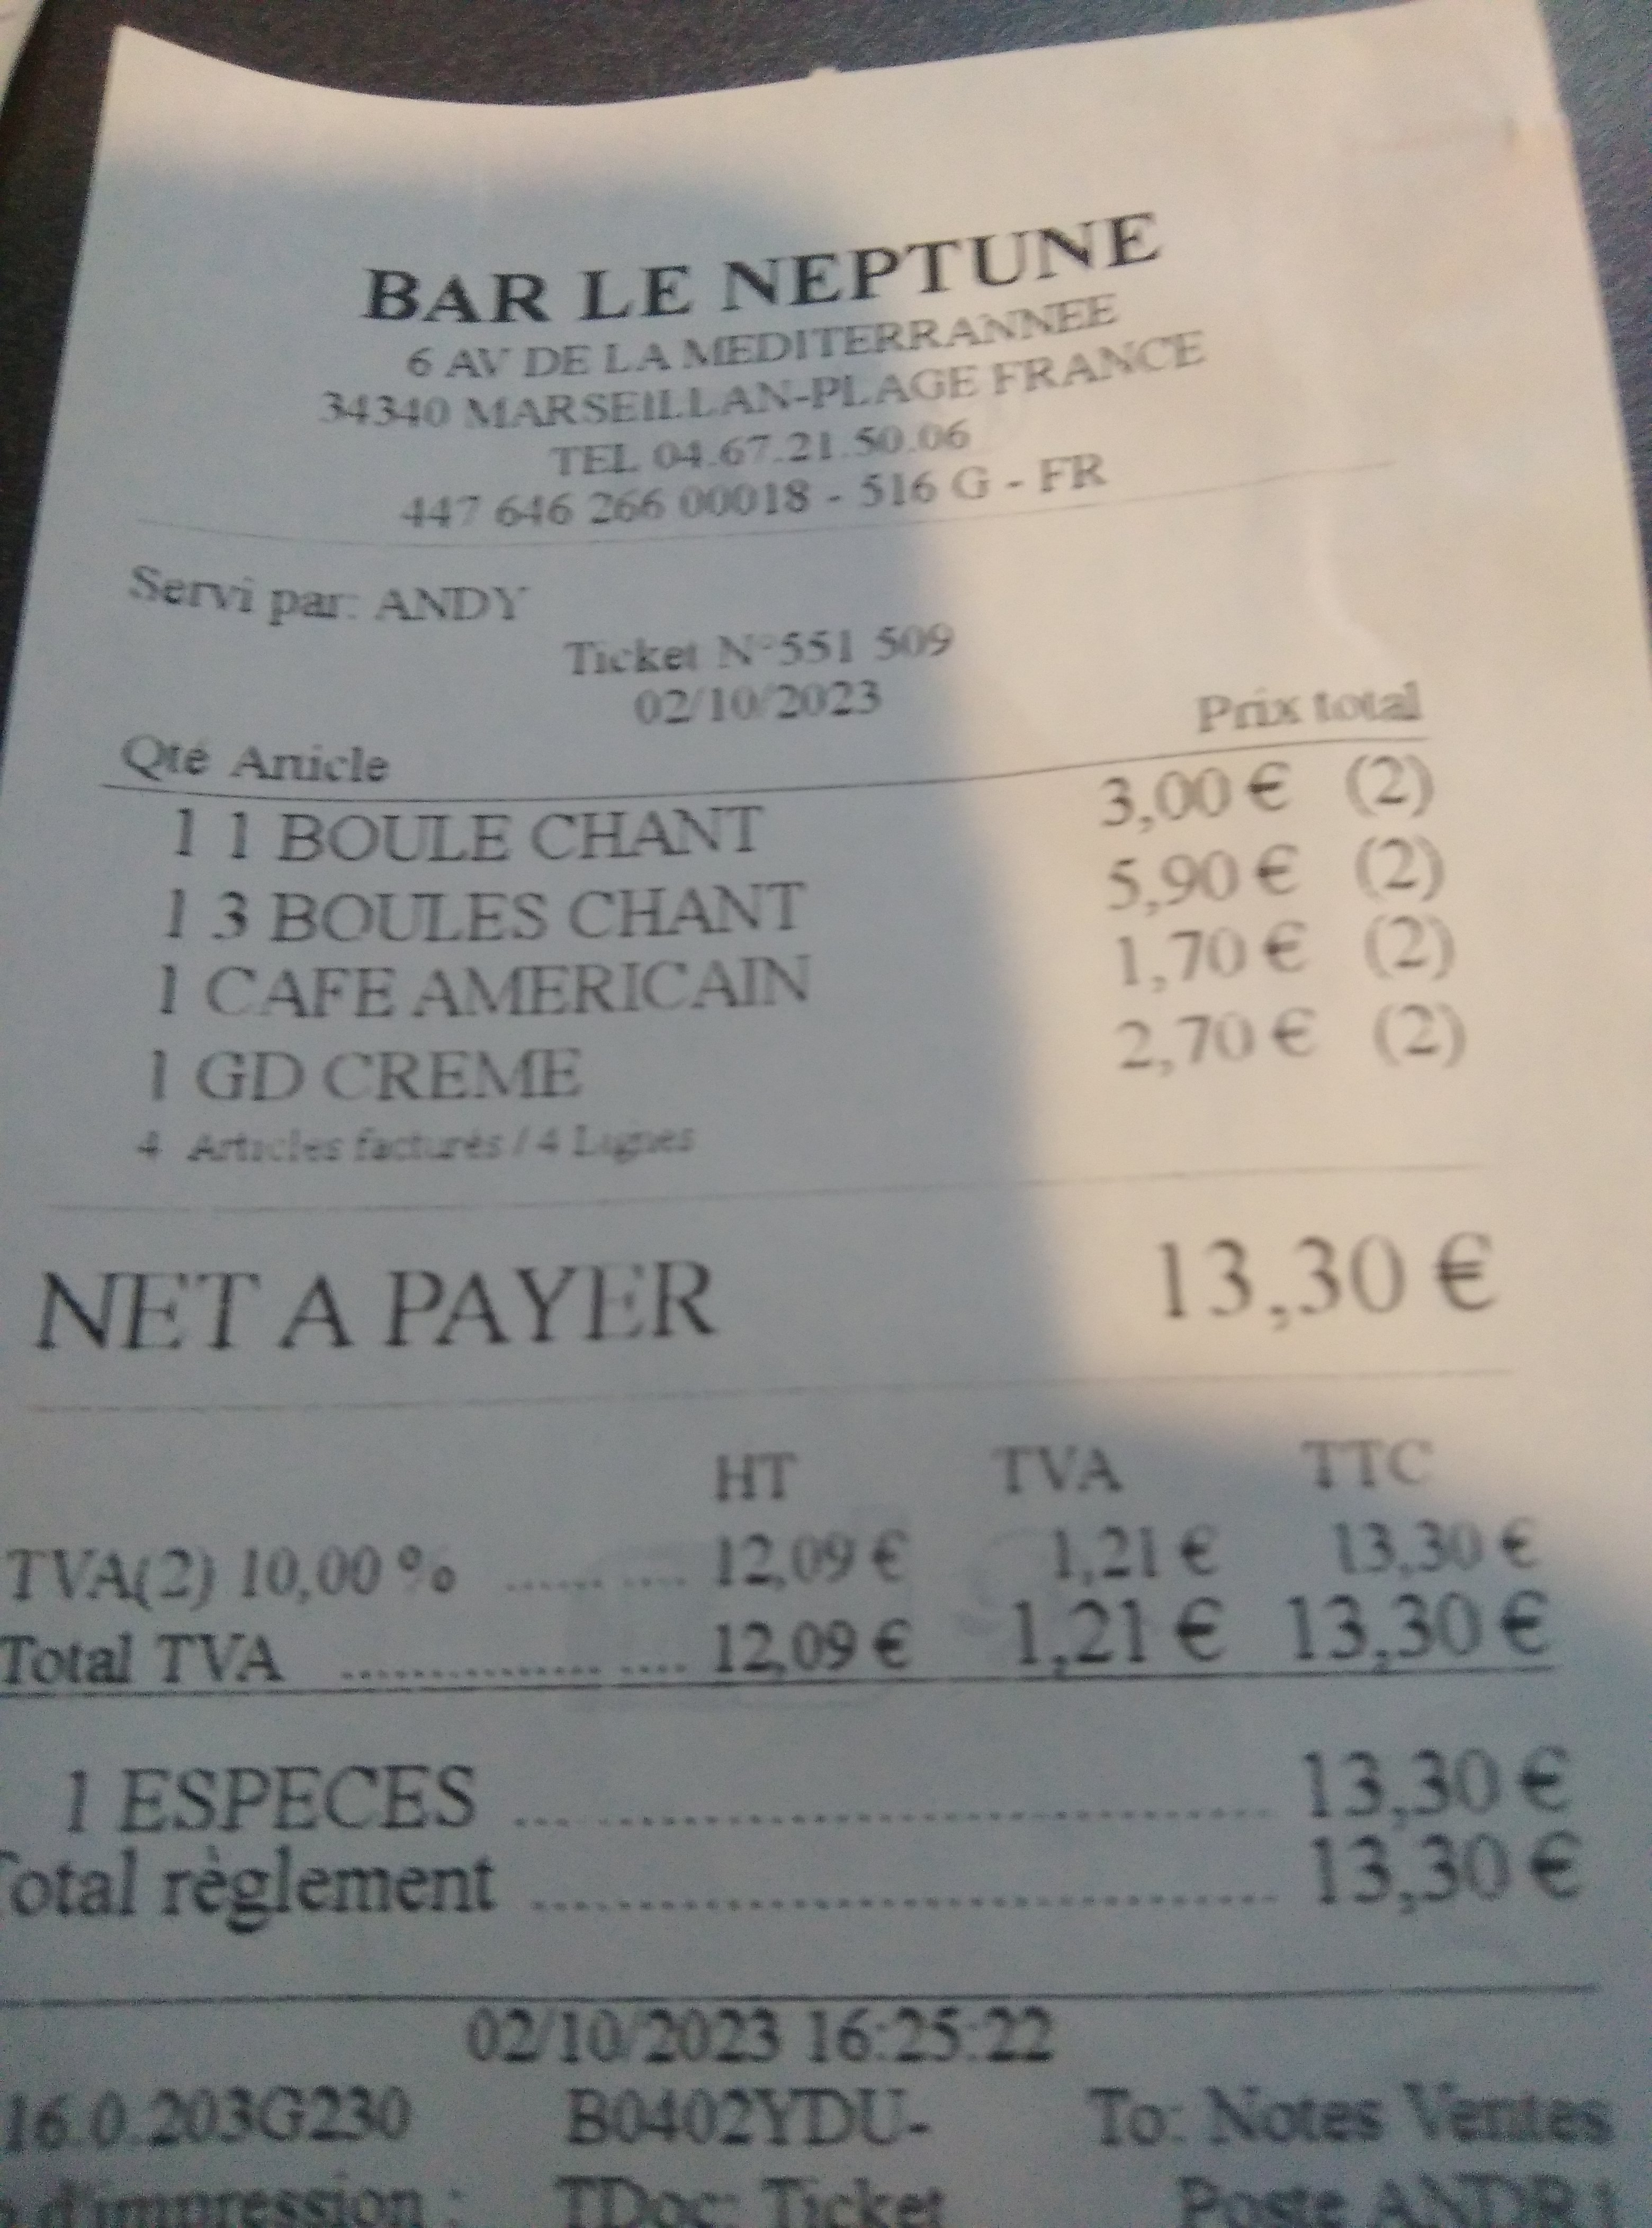 BAR LE NEPTUNE
6 AV DE LA MEDITERRANNEE
34340 MARSEILLAN-PLAGE FRANCE
TEL 04.67.21.50.06
447 646 266 00018 - 516 G - FR
Servi par: ANDY
Ticket N°551 509
02/10/2023
Qté Article Prix total
1 1 BOULE CHANT 3,00 € (2)
1 3 BOULES CHANT 5,90 € (2)
1 CAFE AMERICAIN 1,70 € (2)
1 GD CREME 2,70 € (2)
4 Articles facturés / 4 Lignes
NET A PAYER 13,30 €
HT TVA TTC
TVA(2) 10,00 % .......... 12,09 € 1,21 € 13,30 €
Total TVA .................... 12,09 € 1,21 € 13,30 €
1 ESPECES ........................................ 13,30 €
Total règlement ........................................ 13,30 €
02/10/2023 16:25:22
16.0.203G230 B0402YDU- To: Notes Ventes
d'impression : TDoc: Ticket Poste ANDR1